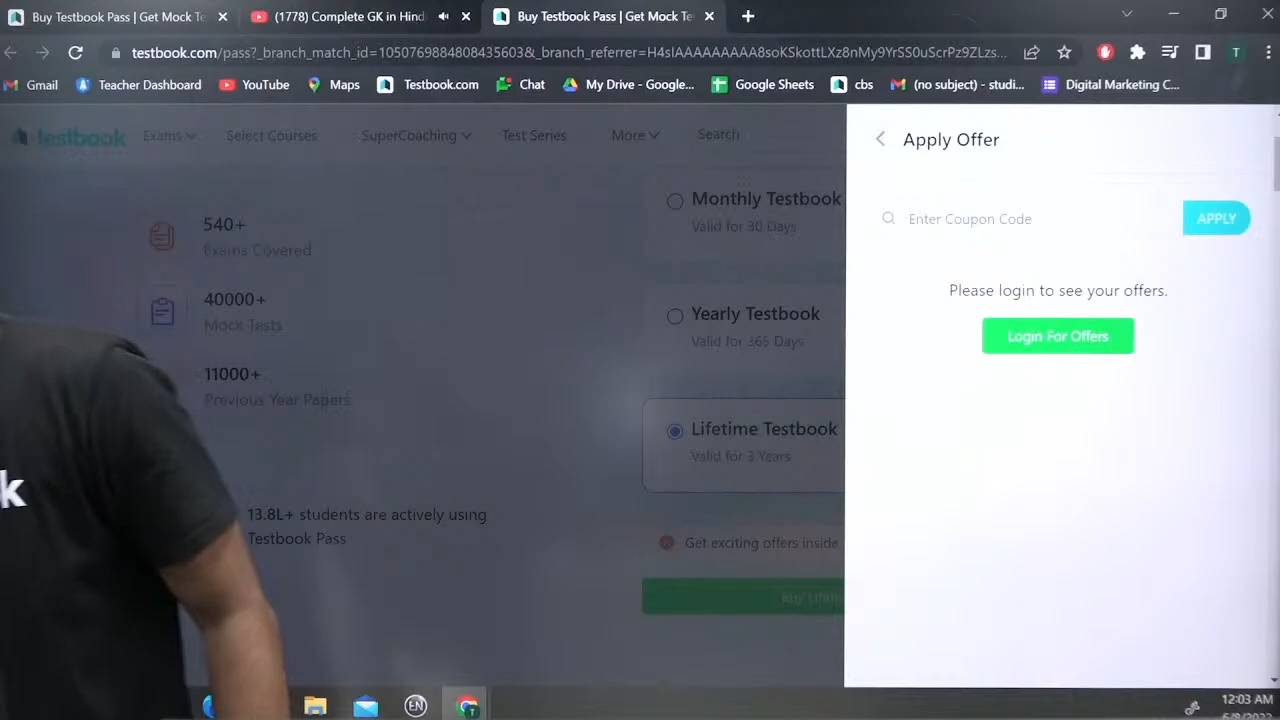 Buy Testbook Pass | Get Mock Te
(1778) Complete GK in Hindi
Buy Testbook Pass | Get Mock Te
testbook.com/pass?_branch_match_id=1050769848084356038&_branch_referrer=H4sIAAAAAAAAA8soKSkottLXz8nMy9YrSS0uScrPz9ZLzs...
T
Gmail
Teacher Dashboard
YouTube
Maps
Testbook.com
Chat
My Drive - Google...
Google Sheets
cbs
(no subject) - studi...
Digital Marketing C...
testbook
Exams
Select Courses
SuperCoaching
Test Series
More
Search
540+
Exams Covered
40000+
Mock Tests
11000+
Previous Year Papers
13.8L+ students are actively using
Testbook Pass
Monthly Testbook
Valid for 30 Days
Yearly Testbook
Valid for 365 Days
Lifetime Testbook
Valid for 3 Years
Get exciting offers inside
Buy
Apply Offer
Enter Coupon Code
APPLY
Please login to see your offers.
Login For Offers
k
EN
12:03 AM